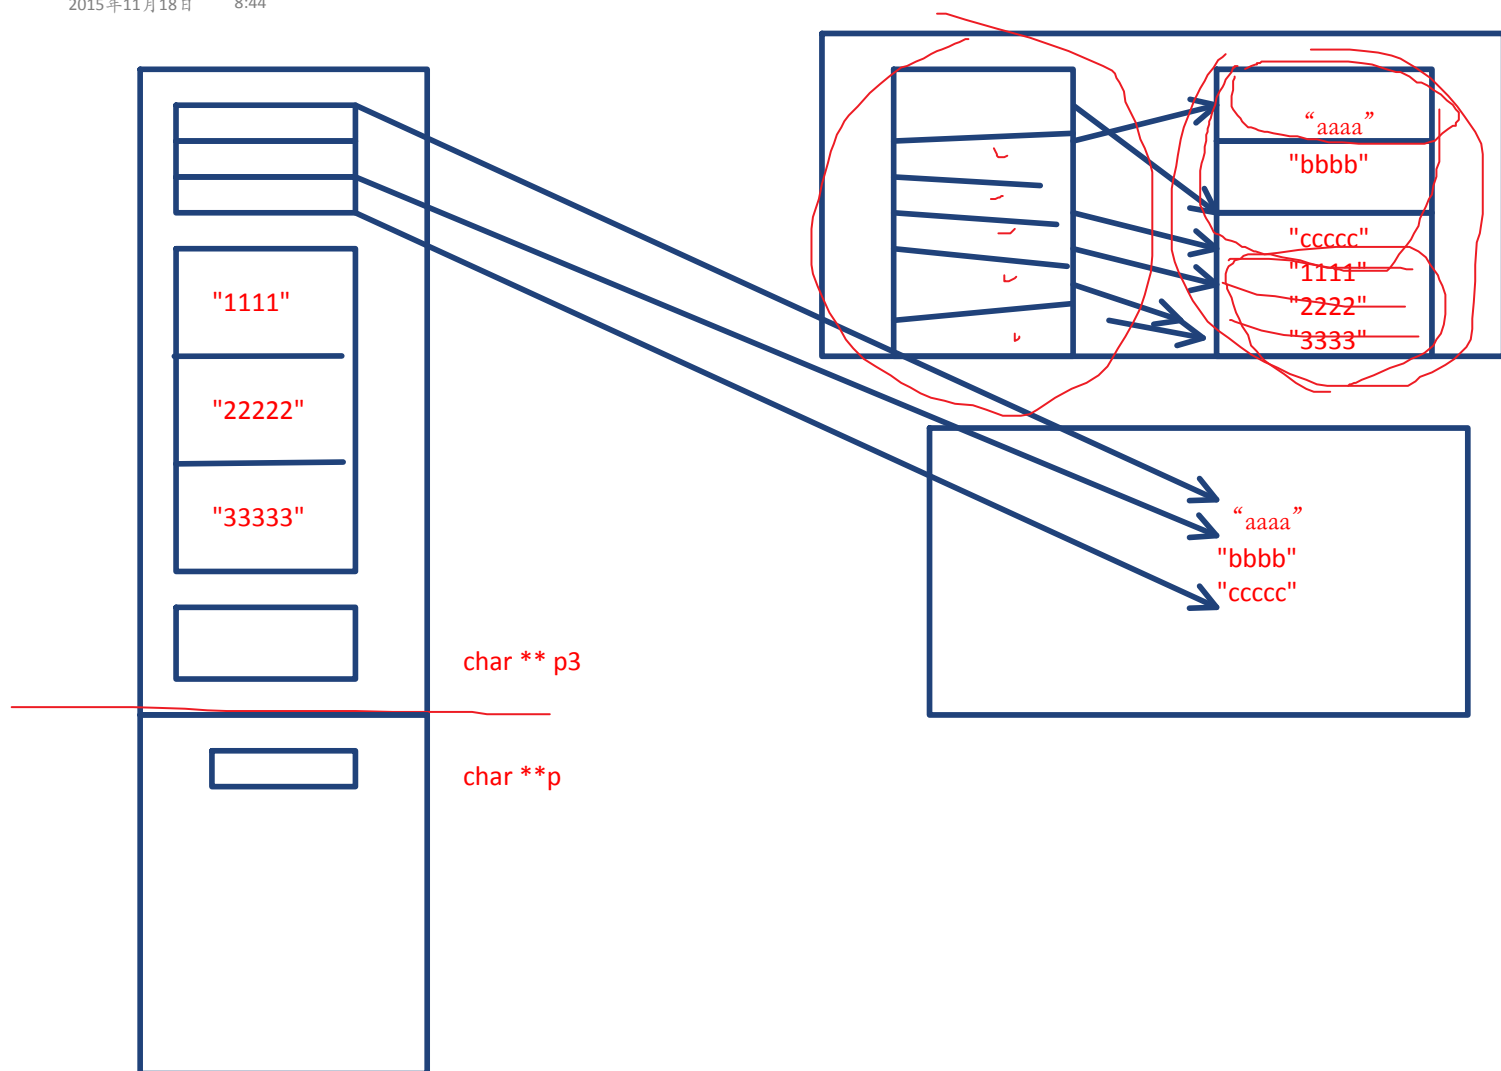 2015年11月18日 8:44
"1111"
"22222"
"33333"
char ** p3
char **p
“aaaa”
"bbbb"
"ccccc"
"1111"
"2222"
"3333"
“aaaa”
"bbbb"
"ccccc"